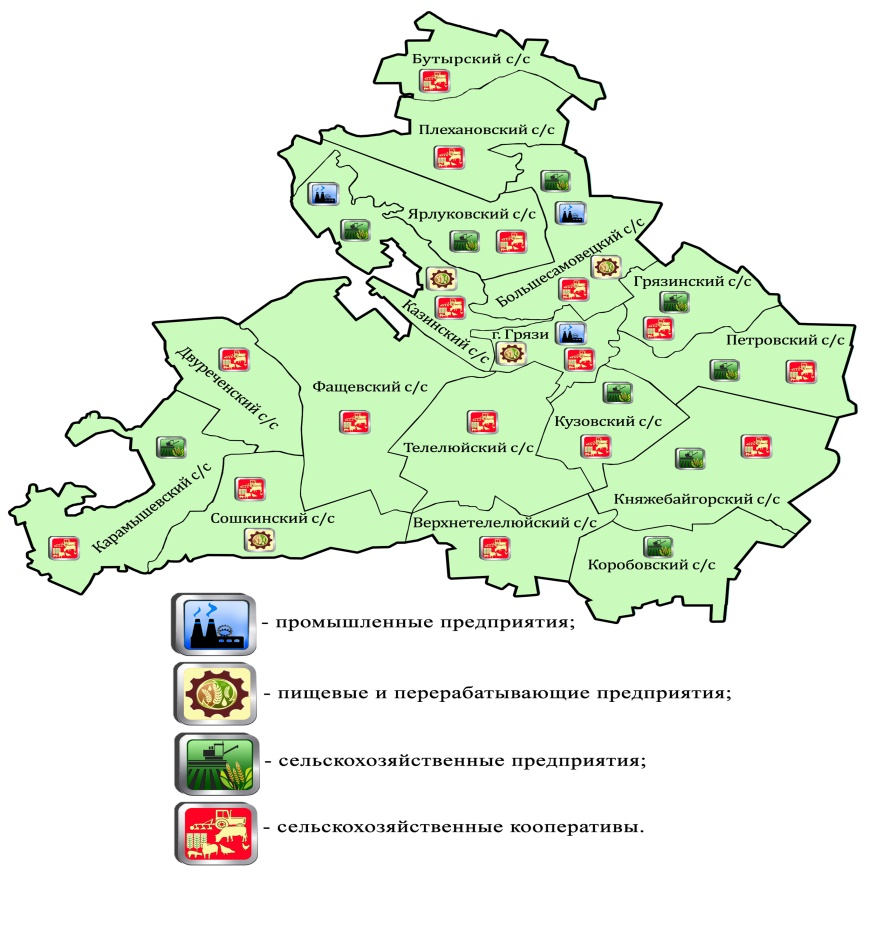 Бутырский с/с
Плехановский с/с
Ярлуковский с/с
Большесамовецкий с/с
Грязинский с/с
Казинский с/с
г. Грязи
Петровский с/с
Двуреченский с/с
Фащевский с/с
Кузовский с/с
Телелюйский с/с
Карамышевский с/с
Княжебайгорский с/с
Сошкинский с/с
Верхнетелелюйский с/с
Коробовский с/с
- промышленные предприятия;
- пищевые и перерабатывающие предприятия;
- сельскохозяйственные предприятия;
- сельскохозяйственные кооперативы.